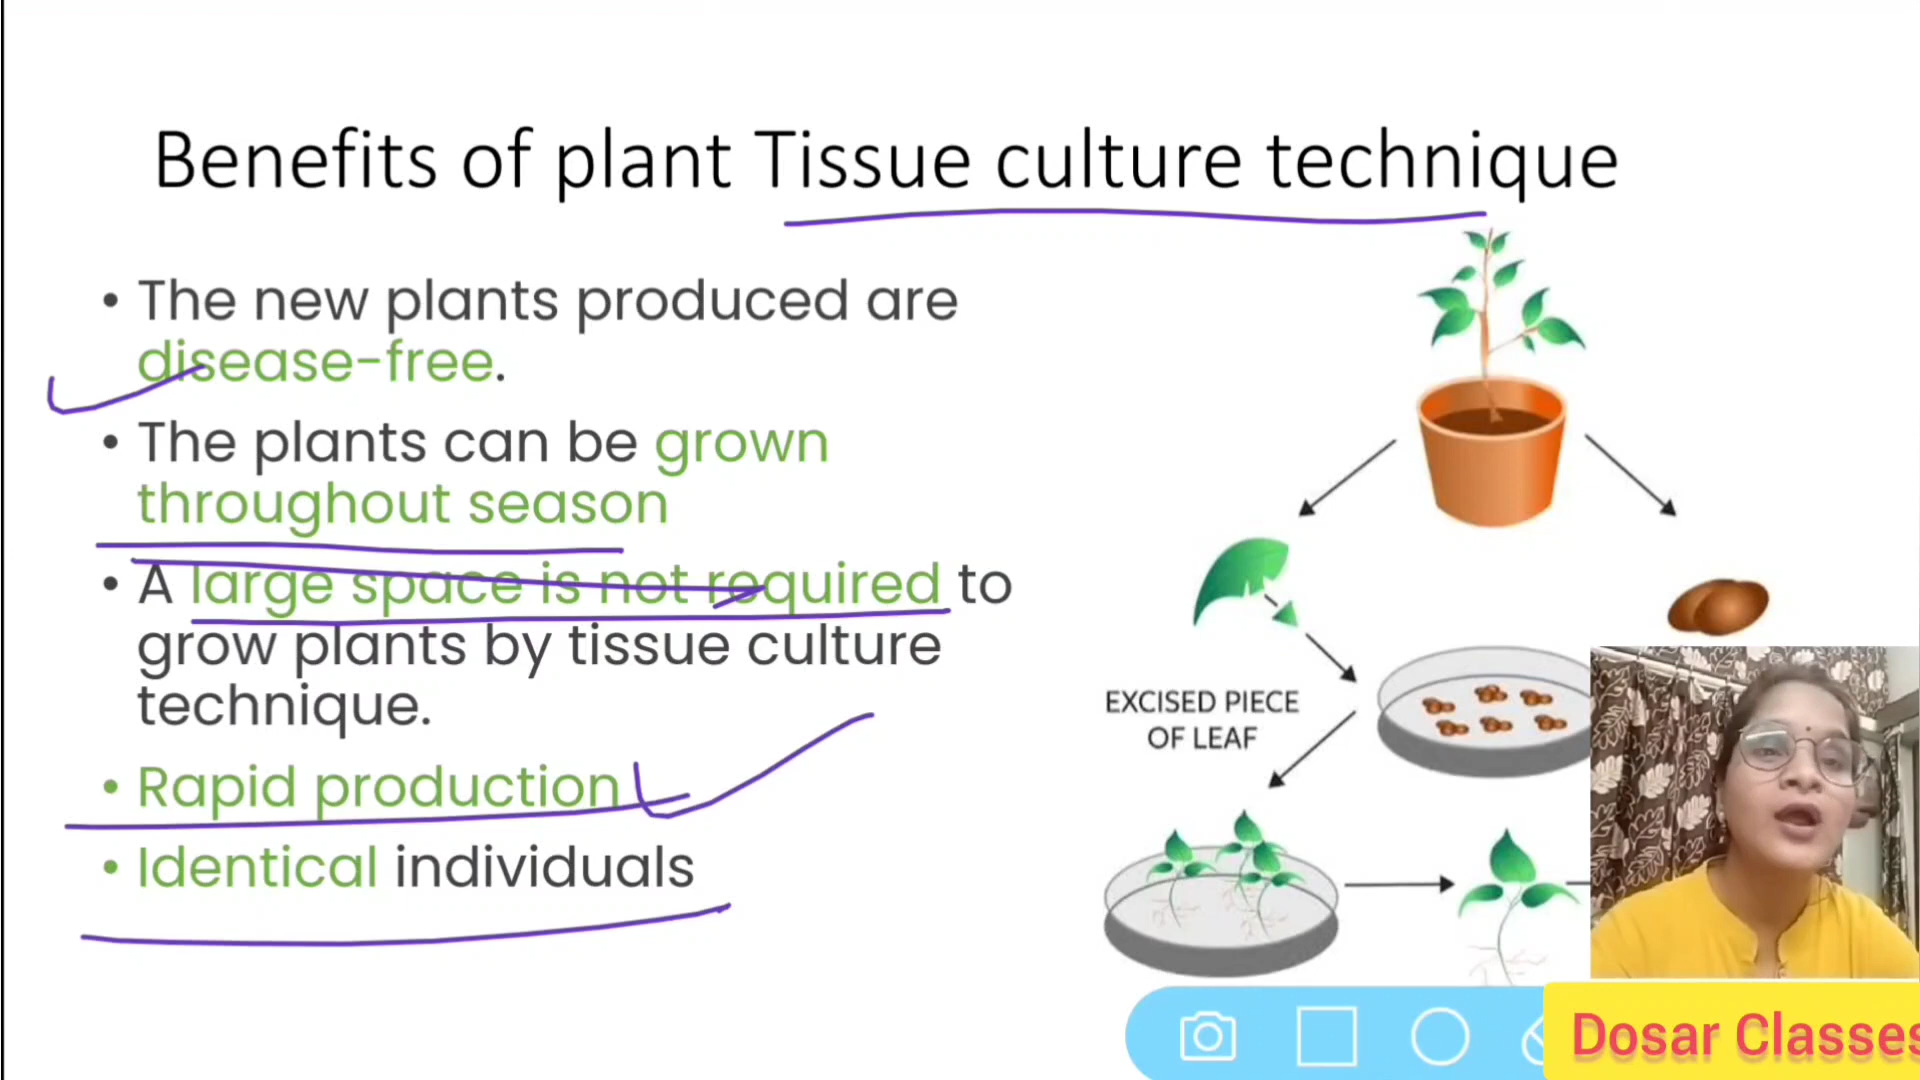 Benefits of plant Tissue culture technique
• The new plants produced are
disease-free.
• The plants can be grown
throughout season
• A large space is not required to
grow plants by tissue culture
technique.
• Rapid production
• Identical individuals
EXCISED PIECE
OF LEAF
Dosar Classes